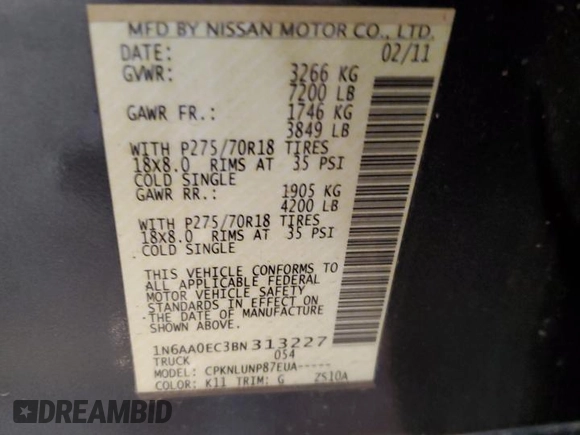 MFD BY NISSAN MOTOR CO., LTD.
DATE: 02/11
GVWR: 3266 KG
7200 LB
GAWR FR.: 1746 KG
3849 LB
WITH P275/70R18 TIRES
18x8.0 RIMS AT 35 PSI
COLD SINGLE
GAWR RR.: 1905 KG
4200 LB
WITH P275/70R18 TIRES
18x8.0 RIMS AT 35 PSI
COLD SINGLE
THIS VEHICLE CONFORMS TO
ALL APPLICABLE FEDERAL
MOTOR VEHICLE SAFETY
STANDARDS IN EFFECT ON
THE DATE OF MANUFACTURE
SHOWN ABOVE.
1N6AA0EC3BN313227
TRUCK 054
MODEL: CPKNLUNP87EUA-----
COLOR: K11 TRIM: G ZS10A
DREAMBID